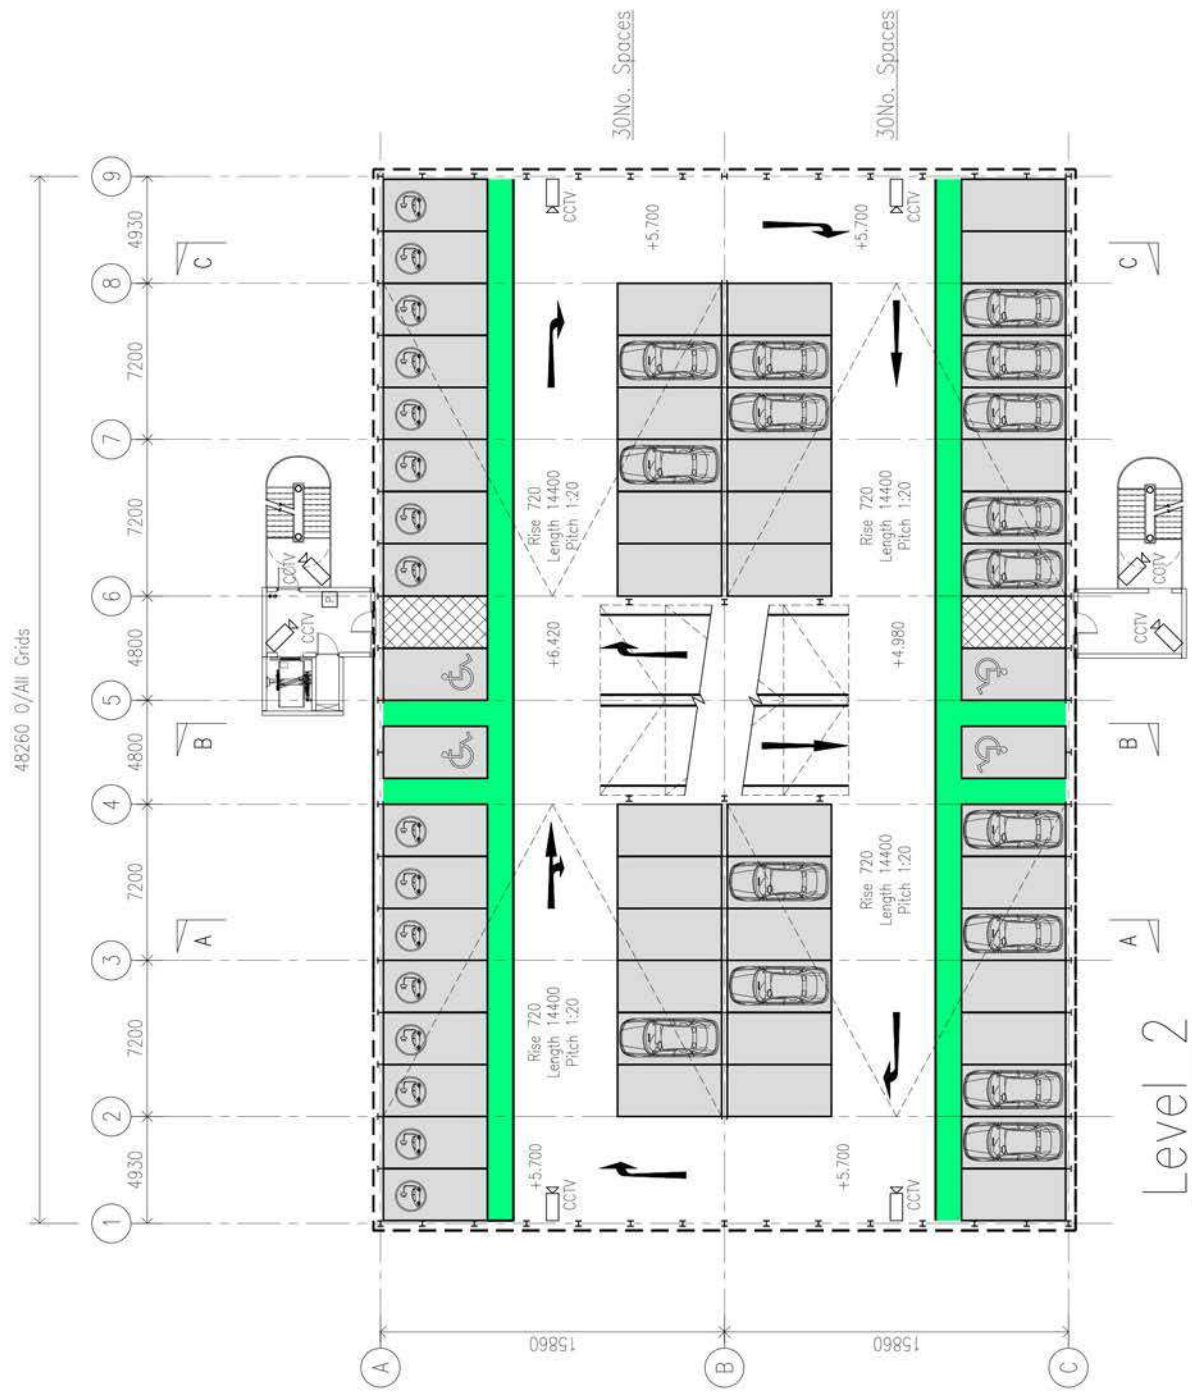 48260 O/All Grids
1
2
3
4
5
6
7
8
9
4930
7200
7200
4800
4800
7200
7200
4930
A
B
C
CCTV
CCTV
A
B
C
15860
15860
+5.700
Rise 720
Length 14400
Pitch 1:20
+6.420
Rise 720
Length 14400
Pitch 1:20
+5.700
CCTV
CCTV
30No. Spaces
+5.700
Rise 720
Length 14400
Pitch 1:20
+4.980
Rise 720
Length 14400
Pitch 1:20
+5.700
CCTV
CCTV
30No. Spaces
P
A
B
C
CCTV
CCTV
Level 2